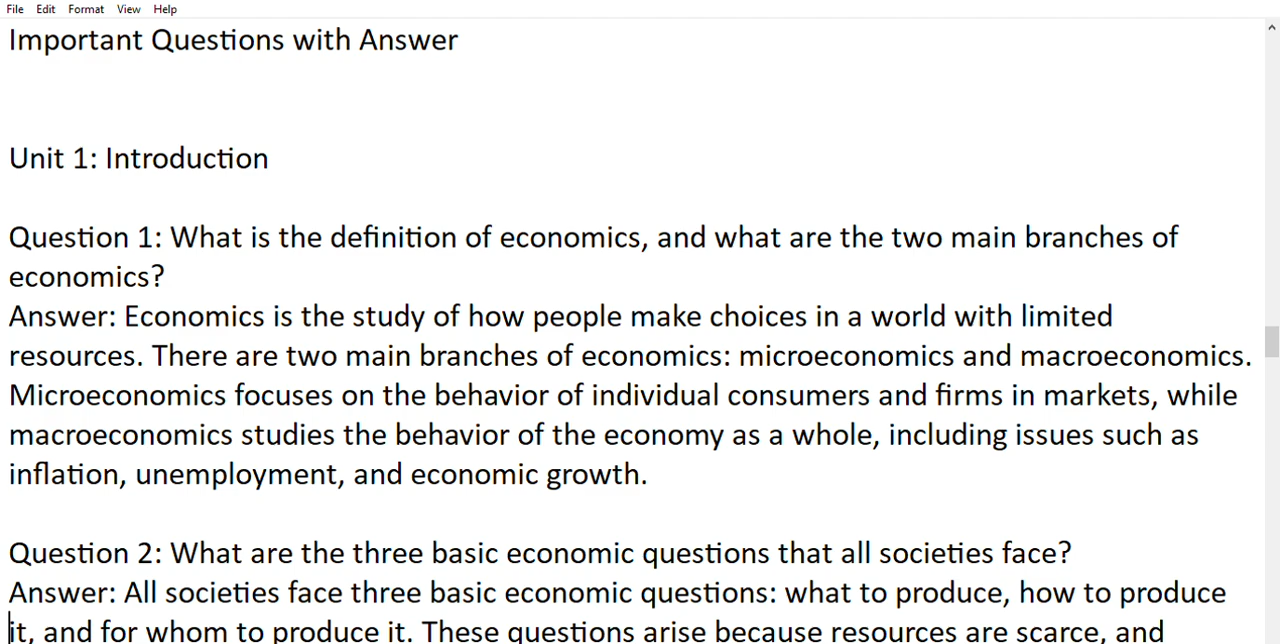 File Edit Format View Help
Important Questions with Answer
Unit 1: Introduction
Question 1: What is the definition of economics, and what are the two main branches of
economics?
Answer: Economics is the study of how people make choices in a world with limited
resources. There are two main branches of economics: microeconomics and macroeconomics.
Microeconomics focuses on the behavior of individual consumers and firms in markets, while
macroeconomics studies the behavior of the economy as a whole, including issues such as
inflation, unemployment, and economic growth.
Question 2: What are the three basic economic questions that all societies face?
Answer: All societies face three basic economic questions: what to produce, how to produce
it, and for whom to produce it. These questions arise because resources are scarce, and